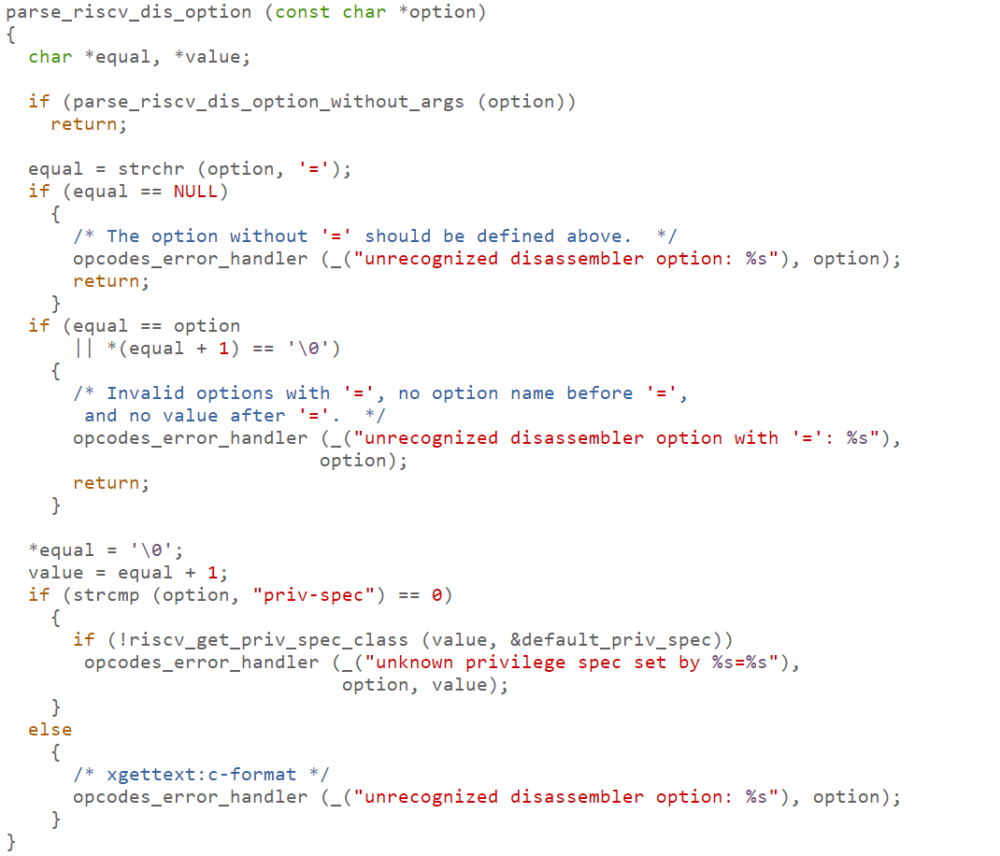 parse_riscv_dis_option (const char *option)
{
  char *equal, *value;

  if (parse_riscv_dis_option_without_args (option))
    return;

  equal = strchr (option, '=');
  if (equal == NULL)
    {
      /* The option without '=' should be defined above.  */
      opcodes_error_handler (_("unrecognized disassembler option: %s"), option);
      return;
    }
  if (equal == option
      || *(equal + 1) == '\0')
    {
      /* Invalid options with '=', no option name before '=',
       and no value after '='.  */
      opcodes_error_handler (_("unrecognized disassembler option with '=': %s"),
                            option);
      return;
    }

  *equal = '\0';
  value = equal + 1;
  if (strcmp (option, "priv-spec") == 0)
    {
      if (!riscv_get_priv_spec_class (value, &default_priv_spec))
       opcodes_error_handler (_("unknown privilege spec set by %s=%s"),
                              option, value);
    }
  else
    {
      /* xgettext:c-format */
      opcodes_error_handler (_("unrecognized disassembler option: %s"), option);
    }
}